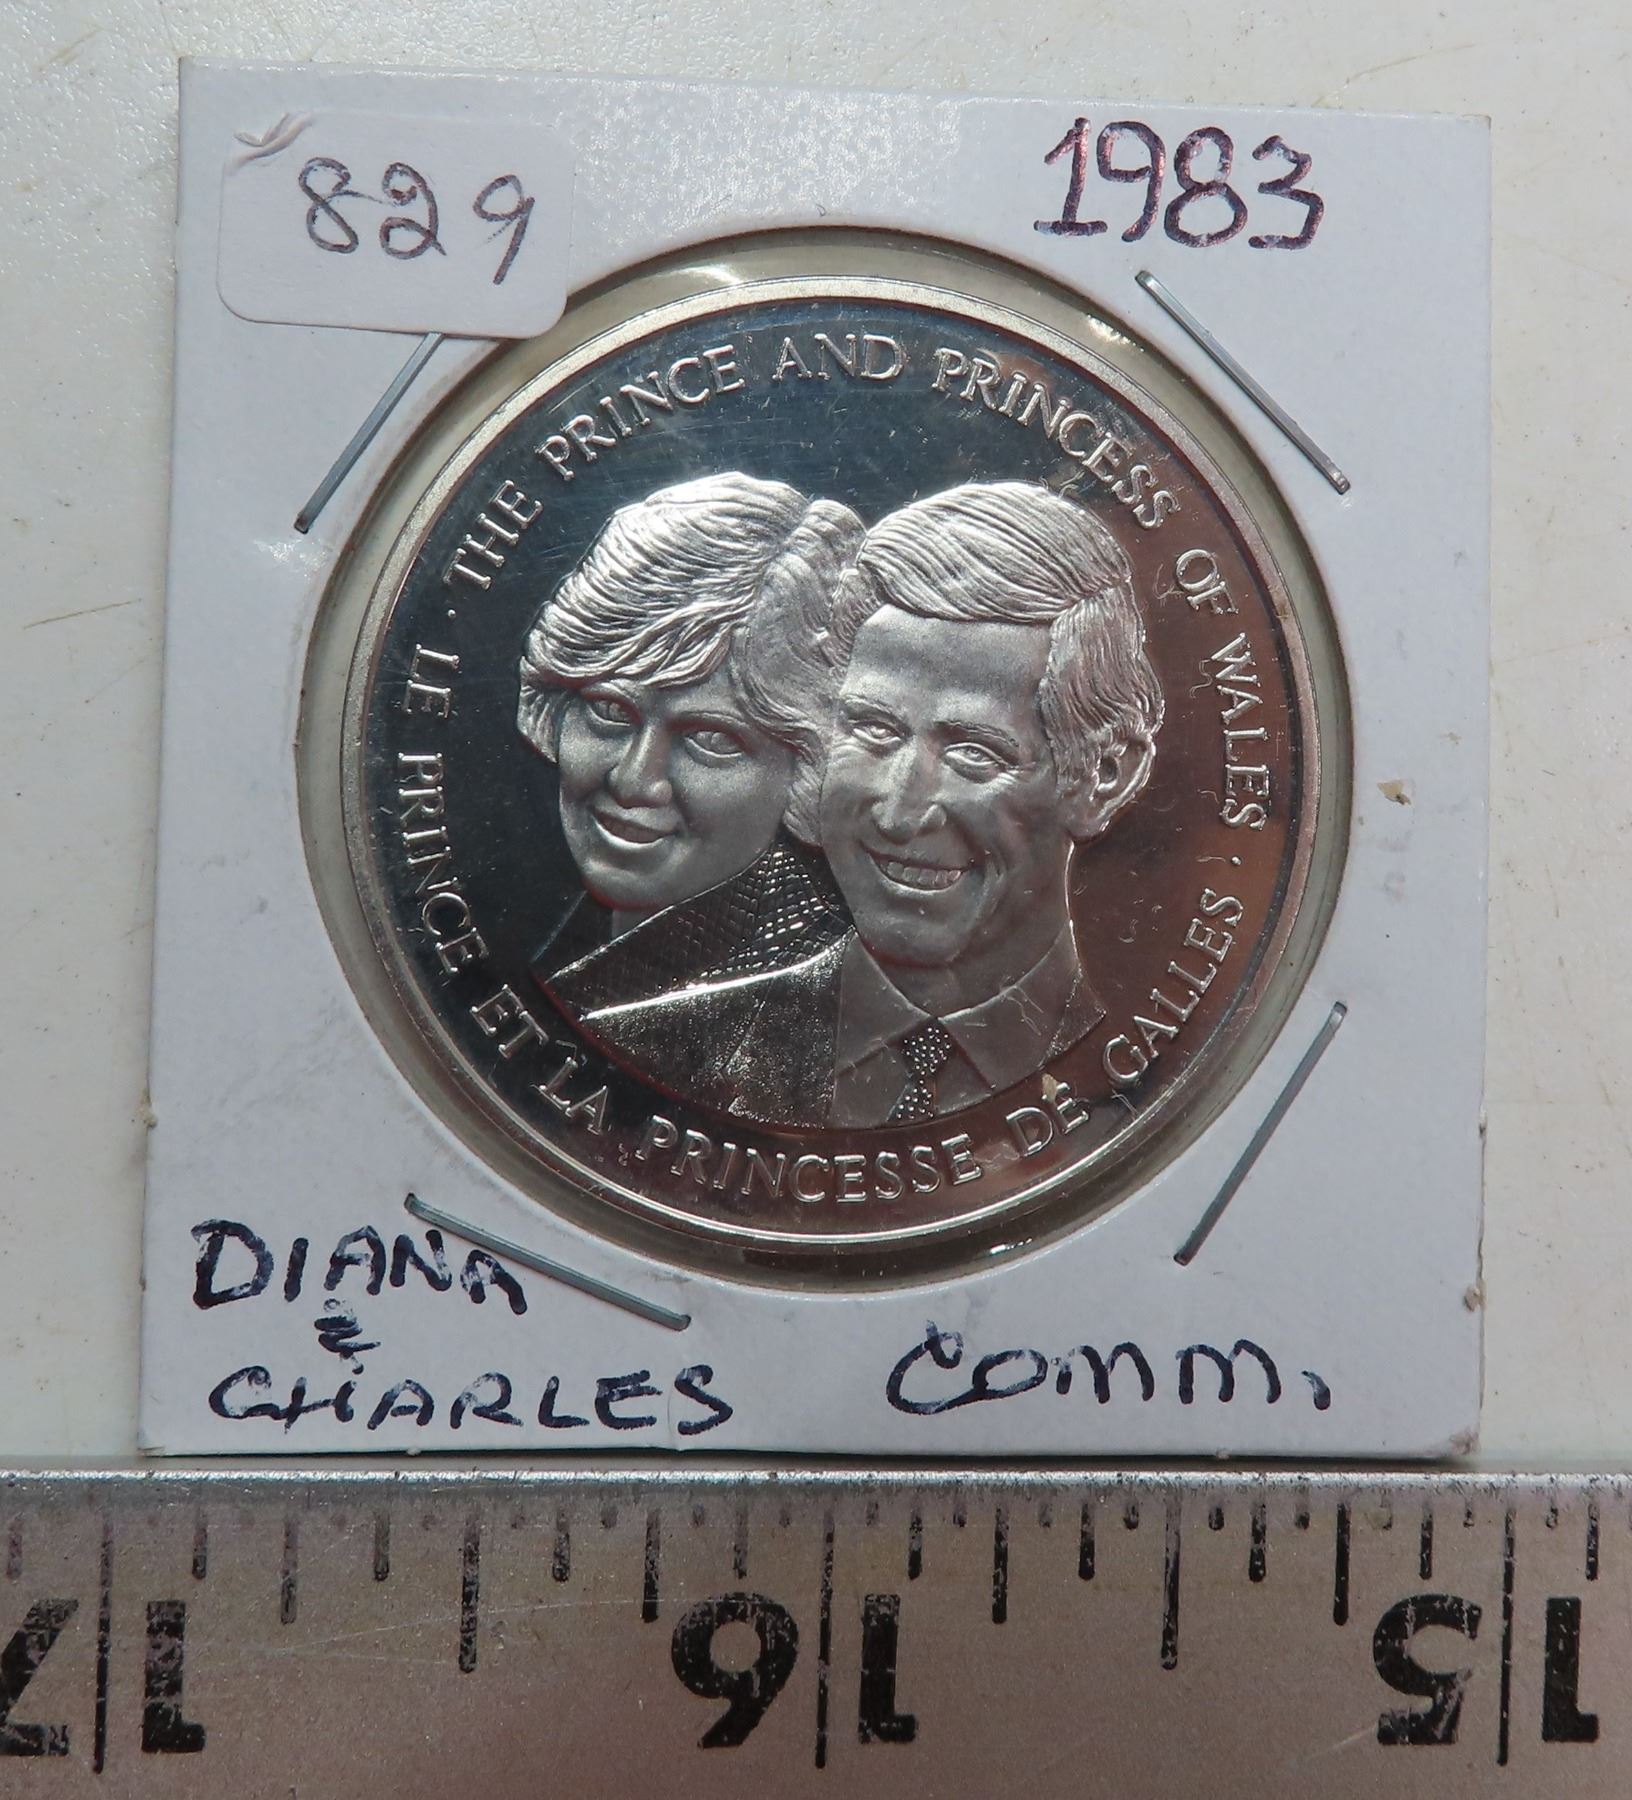 829
1983
· THE PRINCE AND PRINCESS OF WALES ·
LE PRINCE ET LA PRINCESSE DE GALLES
DIANA
&
CHARLES
COMM.
17
16
15